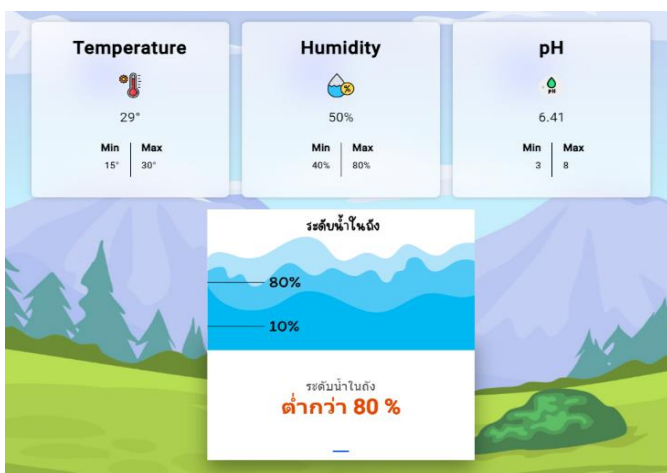 Temperature
29°
Min Max
15° 30°
Humidity
%
50%
Min Max
40% 80%
pH
pH
6.41
Min Max
3 8
ระดับน้ำในถัง
80%
10%
ระดับน้ำในถัง
ต่ำกว่า 80 %